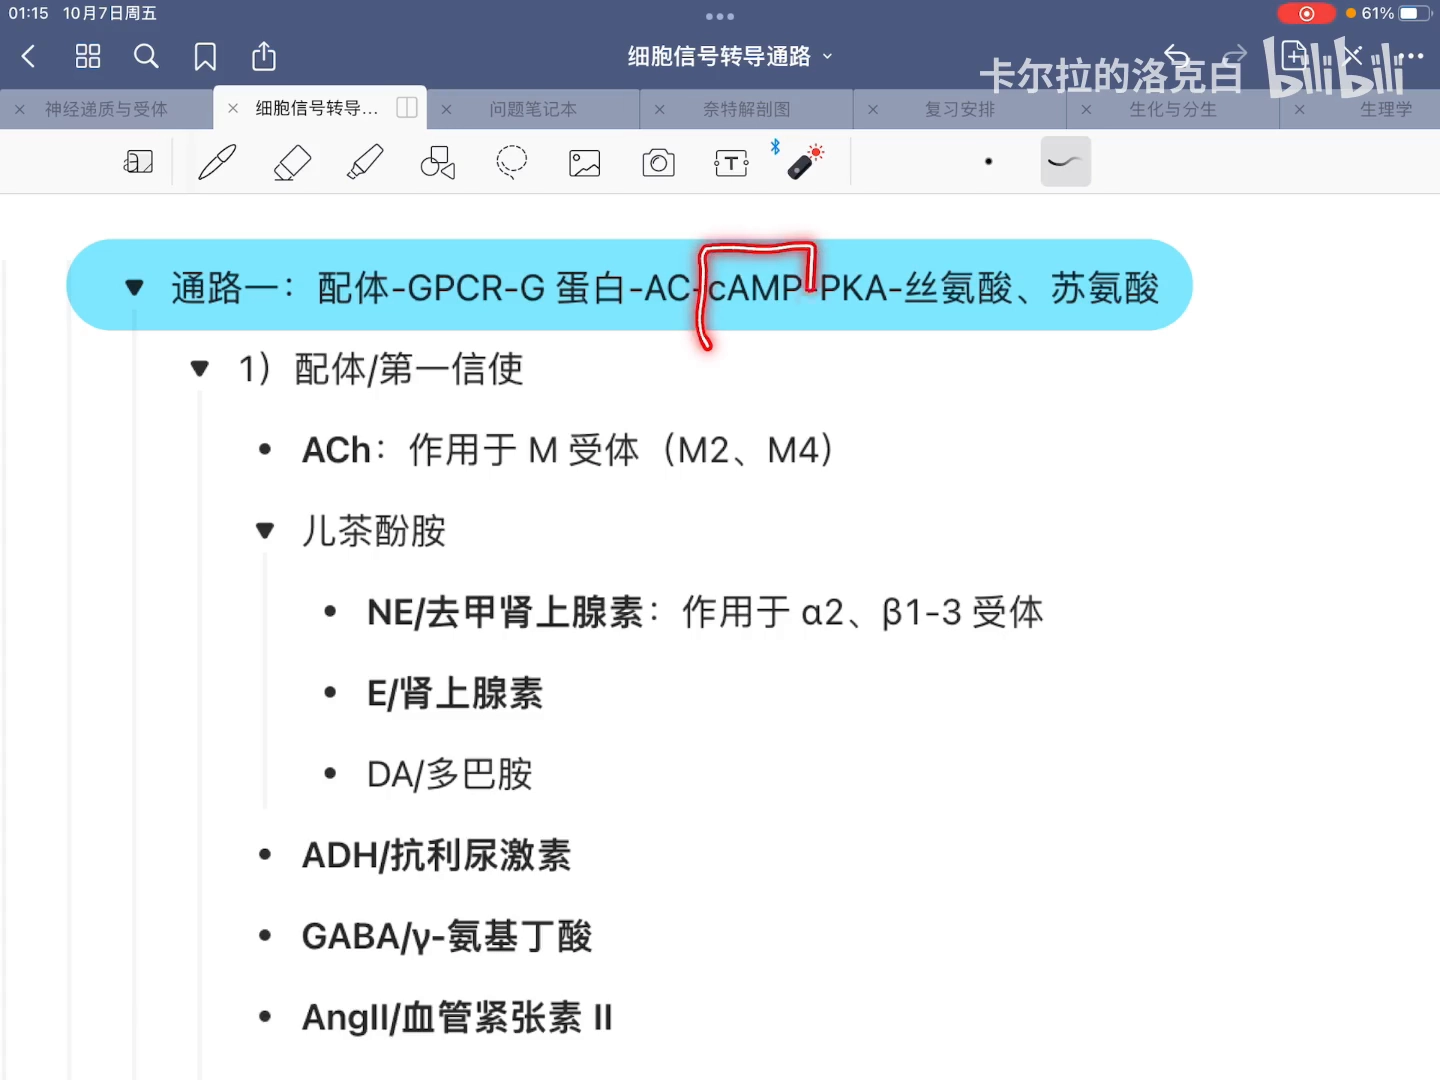 01:15 10月7日周五
61%
细胞信号转导通路
卡尔拉的洛克白 bilibili
神经递质与受体
细胞信号转导...
问题笔记本
奈特解剖图
复习安排
生化与分生
生理学
通路一：配体-GPCR-G 蛋白-AC-cAMP-PKA-丝氨酸、苏氨酸
1）配体/第一信使
ACh：作用于 M 受体（M2、M4）
儿茶酚胺
NE/去甲肾上腺素：作用于 α2、β1-3 受体
E/肾上腺素
DA/多巴胺
ADH/抗利尿激素
GABA/γ-氨基丁酸
AngII/血管紧张素 II